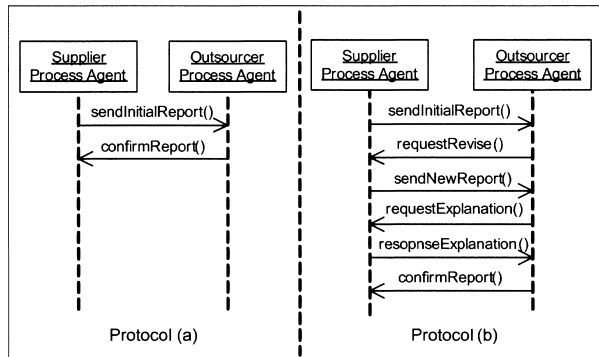 Supplier
Process Agent
Outsourcer
Process Agent
sendInitialReport()
confirmReport()
Protocol (a)
Supplier
Process Agent
Outsourcer
Process Agent
sendInitialReport()
requestRevise()
sendNewReport()
requestExplanation()
resopnseExplanation()
confirmReport()
Protocol (b)